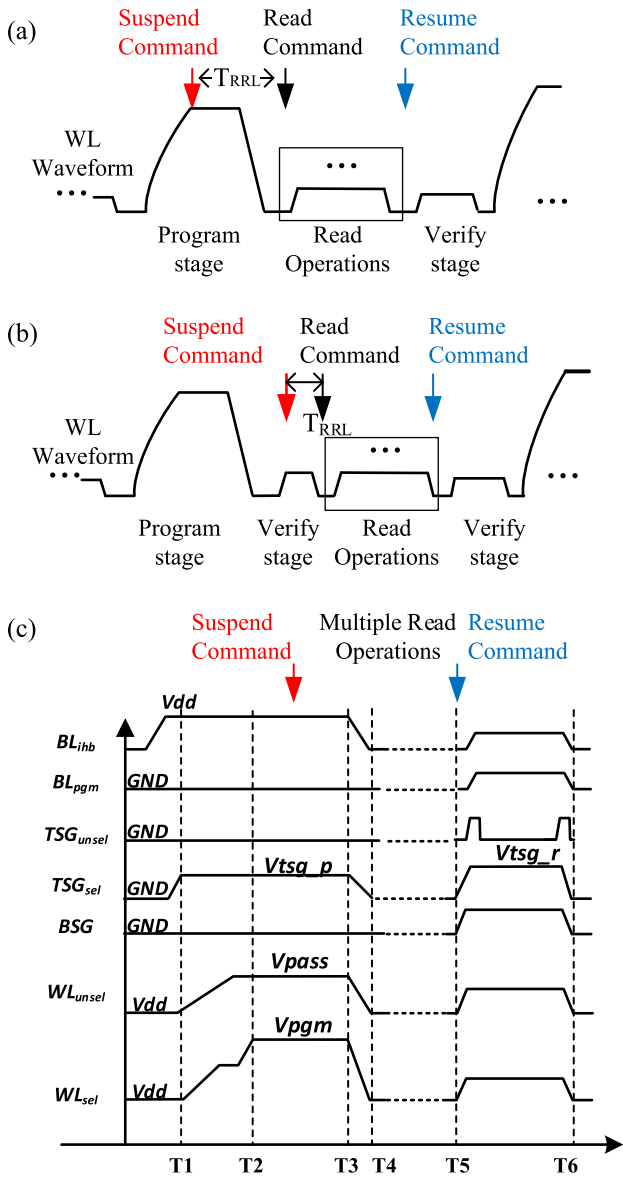 (a)
Suspend Command
Read Command
Resume Command
TRRL
WL Waveform
• • •
• • •
• • •
Program stage
Read Operations
Verify stage
(b)
Suspend Command
Read Command
Resume Command
TRRL
WL Waveform
• • •
• • •
• • •
Program stage
Verify stage
Read Operations
Verify stage
(c)
Suspend Command
Multiple Read Operations
Resume Command
BLihb
Vdd
BLpgm
GND
TSGunsel
GND
TSGsel
GND
Vtsg_p
Vtsg_r
BSG
GND
WLunsel
Vdd
Vpass
WLsel
Vdd
Vpgm
T1
T2
T3
T4
T5
T6